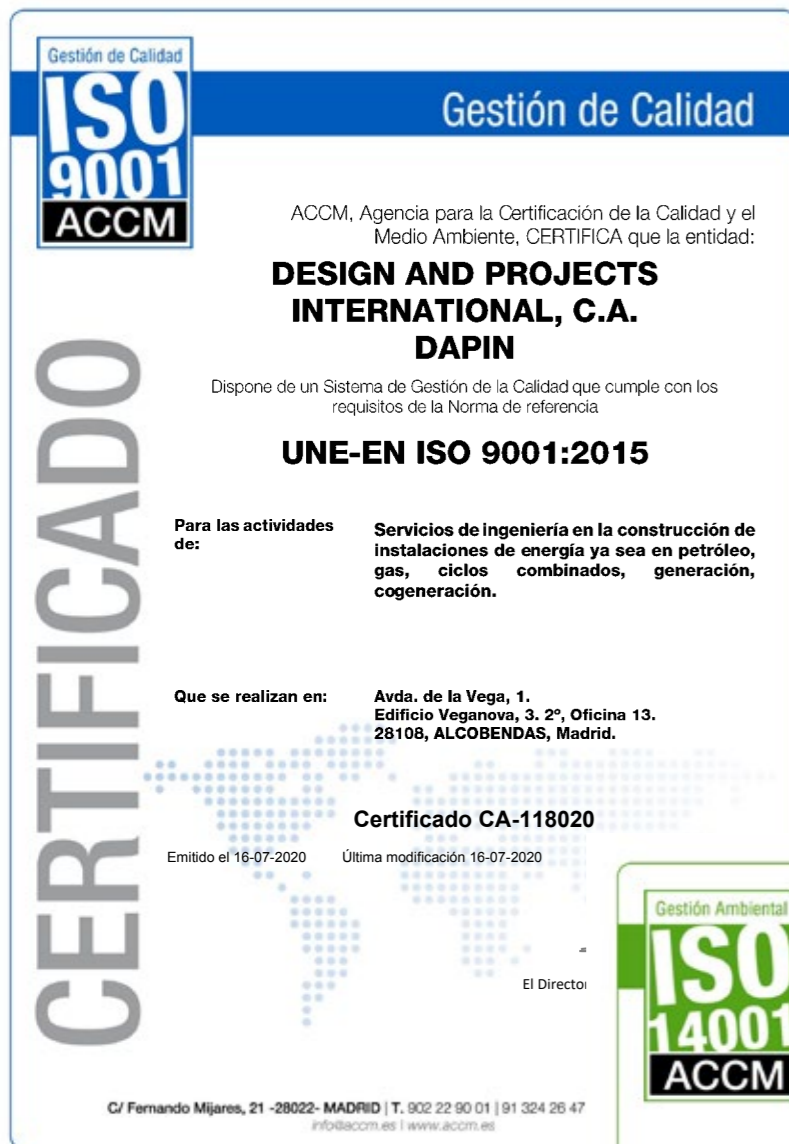 Gestión de Calidad
ISO
9001
ACCM
Gestión de Calidad
ACCM, Agencia para la Certificación de la Calidad y el
Medio Ambiente, CERTIFICA que la entidad:
DESIGN AND PROJECTS
INTERNATIONAL, C.A.
DAPIN
Dispone de un Sistema de Gestión de la Calidad que cumple con los
requisitos de la Norma de referencia
UNE-EN ISO 9001:2015
CERTIFICADO
Para las actividades
de:
Servicios de ingeniería en la construcción de
instalaciones de energía ya sea en petróleo,
gas, ciclos combinados, generación,
cogeneración.
Que se realizan en:
Avda. de la Vega, 1.
Edificio Veganova, 3. 2º, Oficina 13.
28108, ALCOBENDAS, Madrid.
Certificado CA-118020
Emitido el 16-07-2020 Última modificación 16-07-2020
El Director
Gestión Ambiental
ISO
14001
ACCM
C/ Fernando Mijares, 21 -28022- MADRID | T. 902 22 90 01 | 91 324 26 47
info@accm.es | www.accm.es